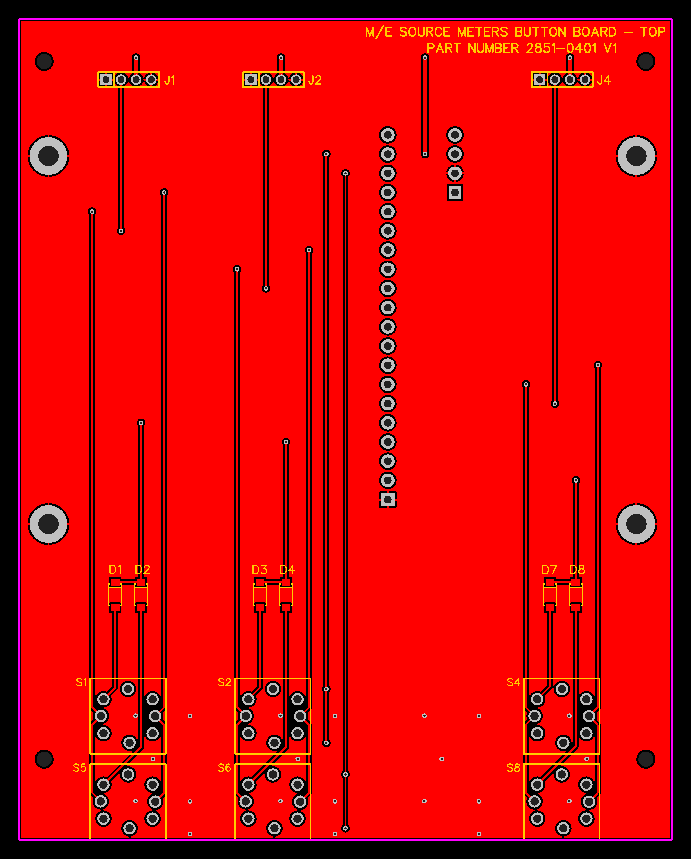 M/E SOURCE METERS BUTTON BOARD - TOP
PART NUMBER 2851-0401 V1
J1
J2
J4
D1 D2
D3 D4
D7 D8
S1
S2
S4
S5
S6
S8